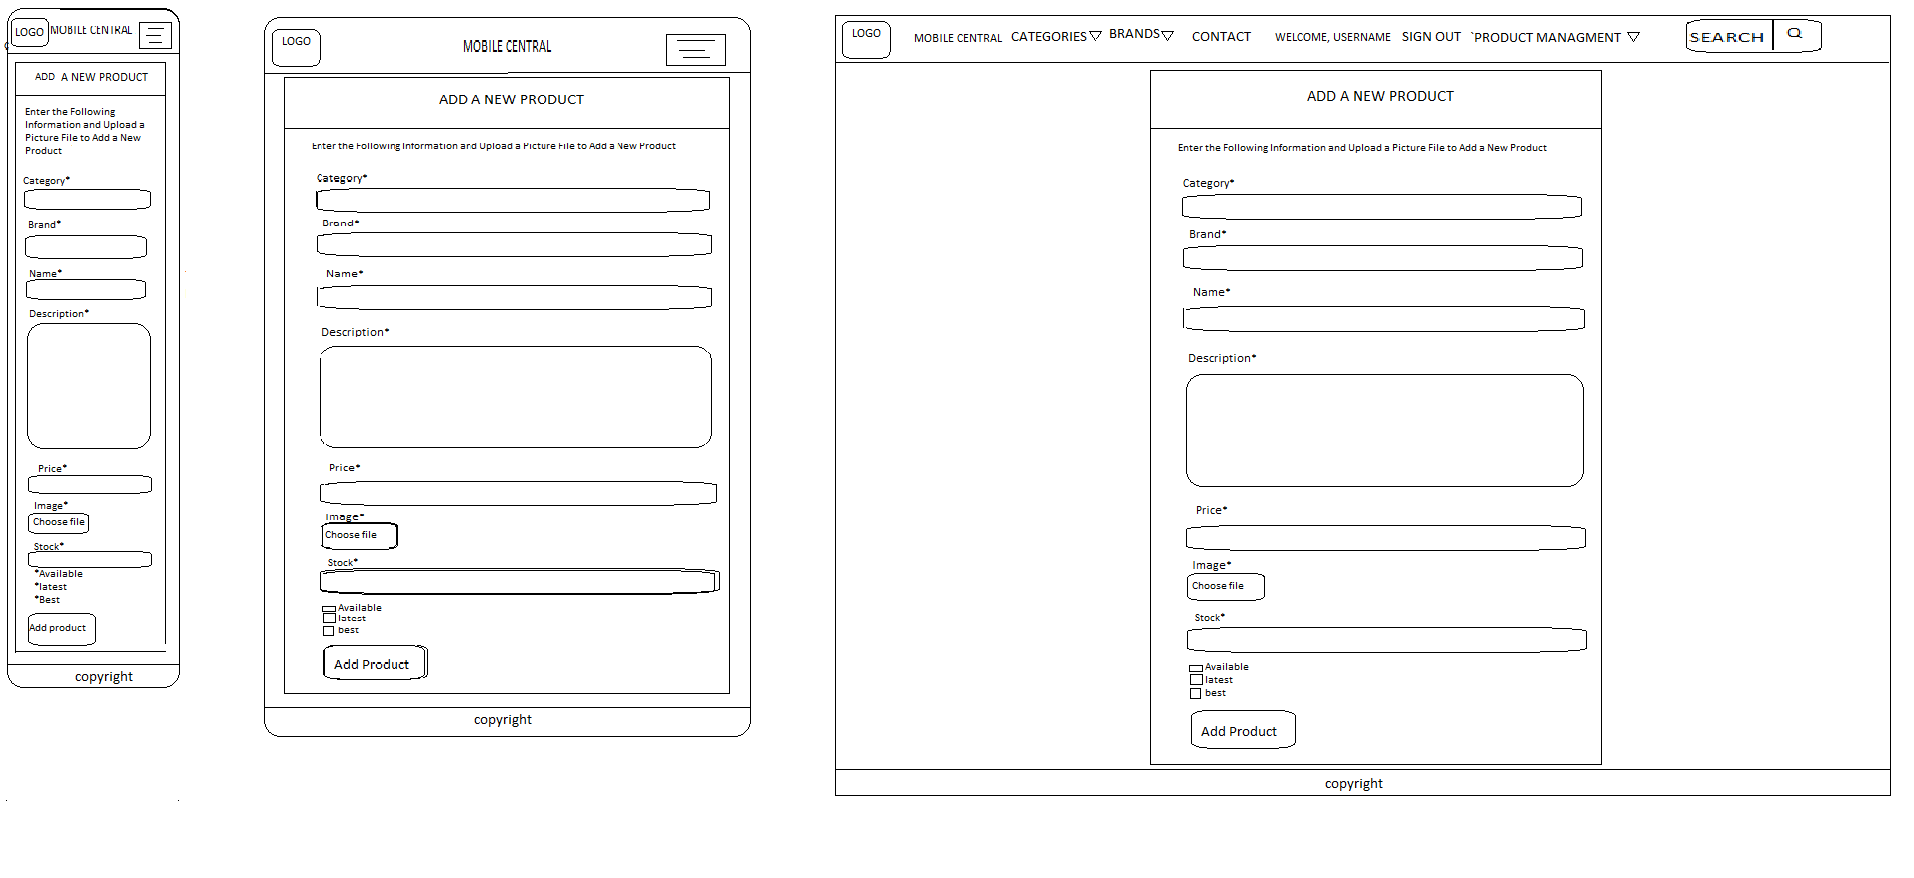 LOGO
MOBILE CENTRAL
ADD A NEW PRODUCT
Enter the Following
Information and Upload a
Picture File to Add a New
Product
Category*
Brand*
Name*
Description*
Price*
Image*
Choose file
Stock*
*Available
*latest
*Best
Add product
copyright
LOGO
MOBILE CENTRAL
ADD A NEW PRODUCT
Enter the Following Information and Upload a Picture File to Add a New Product
Category*
Brand*
Name*
Description*
Price*
Image*
Choose file
Stock*
Available
latest
best
Add Product
copyright
LOGO
MOBILE CENTRAL CATEGORIES BRANDS CONTACT WELCOME, USERNAME SIGN OUT `PRODUCT MANAGMENT SEARCH
ADD A NEW PRODUCT
Enter the Following Information and Upload a Picture File to Add a New Product
Category*
Brand*
Name*
Description*
Price*
Image*
Choose file
Stock*
Available
latest
best
Add Product
copyright